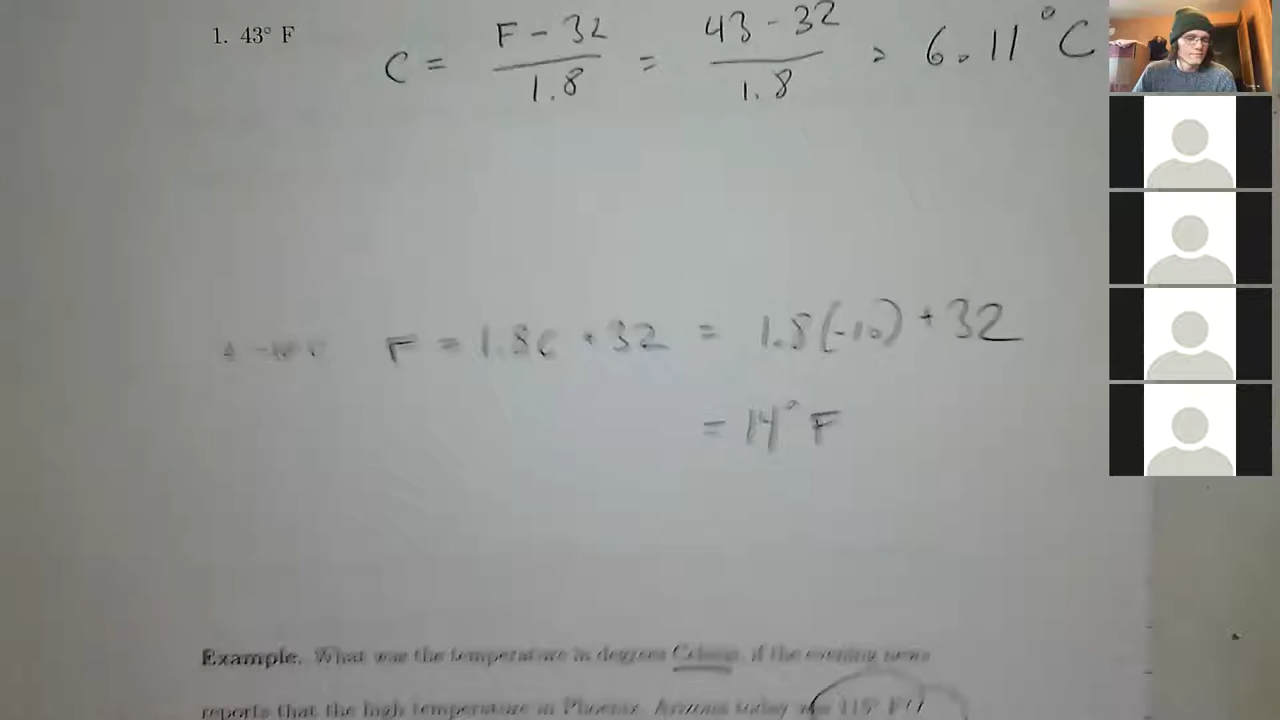 1. 43° F
C = F - 32 / 1.8 = 43 - 32 / 1.8 = 6.11 °C
F = 1.8C + 32 = 1.8(-10) + 32
= 14° F
Example. What was the temperature in degrees Celsius, if the evening news
reports that the high temperature in Phoenix, Arizona today was 115° F?